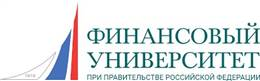 ФИНАНСОВЫЙ
УНИВЕРСИТЕТ
ПРИ ПРАВИТЕЛЬСТВЕ РОССИЙСКОЙ ФЕДЕРАЦИИ